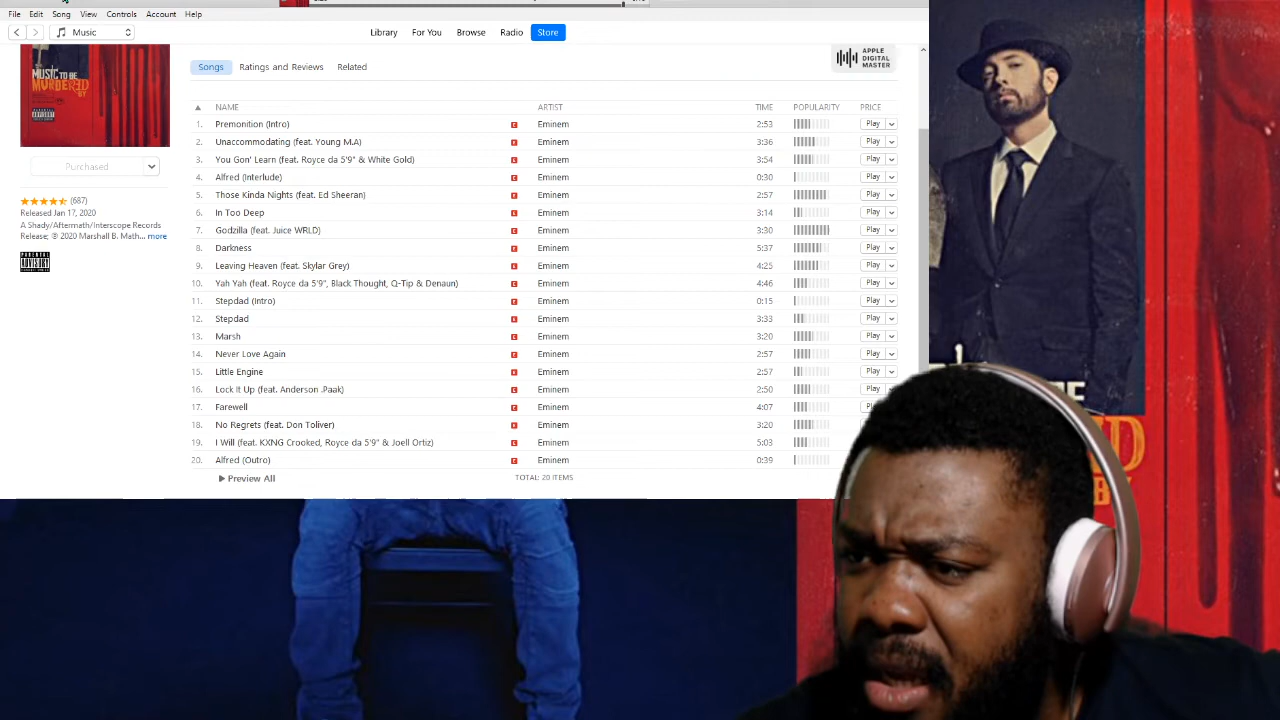 File Edit Song View Controls Account Help
Music
Library For You Browse Radio Store
MUSIC TO BE
MURDERED
BY
Purchased
(687)
Released Jan 17, 2020
A Shady/Aftermath/Interscope Records
Release; ℗ 2020 Marshall B. Math... more
PARENTAL
ADVISORY
Songs Ratings and Reviews Related
APPLE
DIGITAL
MASTER
NAME ARTIST TIME POPULARITY PRICE
1. Premonition (Intro) E Eminem 2:53 Play
2. Unaccommodating (feat. Young M.A) E Eminem 3:36 Play
3. You Gon' Learn (feat. Royce da 5'9" & White Gold) E Eminem 3:54 Play
4. Alfred (Interlude) E Eminem 0:30 Play
5. Those Kinda Nights (feat. Ed Sheeran) E Eminem 2:57 Play
6. In Too Deep E Eminem 3:14 Play
7. Godzilla (feat. Juice WRLD) E Eminem 3:30 Play
8. Darkness E Eminem 5:37 Play
9. Leaving Heaven (feat. Skylar Grey) E Eminem 4:25 Play
10. Yah Yah (feat. Royce da 5'9", Black Thought, Q-Tip & Denaun) E Eminem 4:46 Play
11. Stepdad (Intro) E Eminem 0:15 Play
12. Stepdad E Eminem 3:33 Play
13. Marsh E Eminem 3:20 Play
14. Never Love Again E Eminem 2:57 Play
15. Little Engine E Eminem 2:57 Play
16. Lock It Up (feat. Anderson .Paak) E Eminem 2:50 Play
17. Farewell E Eminem 4:07 Play
18. No Regrets (feat. Don Toliver) E Eminem 3:20
19. I Will (feat. KXNG Crooked, Royce da 5'9" & Joell Ortiz) E Eminem 5:03
20. Alfred (Outro) E Eminem 0:39
Preview All TOTAL: 20 ITEMS